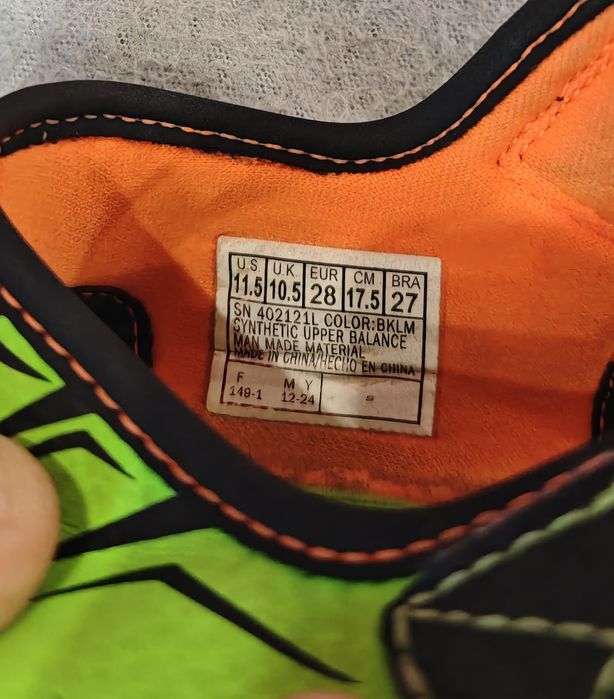 U.S. U.K. EUR CM BRA
11.5 10.5 28 17.5 27
SN 402121L COLOR:BKLM
SYNTHETIC UPPER BALANCE
MAN MADE MATERIAL
MADE IN CHINA/HECHO EN CHINA
F M Y S
149-1 12-24